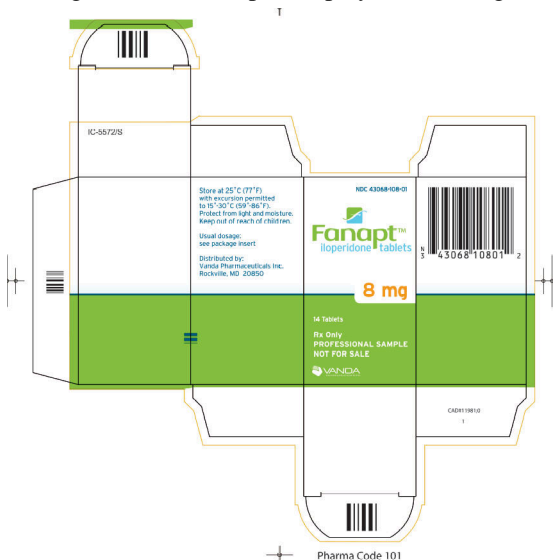 IC-5572/S
Store at 25˚C (77˚F)
with excursion permitted
to 15˚-30˚C (59˚-86˚F).
Protect from light and moisture.
Keep out of reach of children.
Usual dosage:
see package insert
Distributed by:
Vanda Pharmaceuticals Inc.
Rockville, MD 20850
NDC 43068-108-01
Fanapt™
iloperidone tablets
8 mg
14 Tablets
Rx Only
PROFESSIONAL SAMPLE
NOT FOR SALE
VANDA
N
3 43068 10801 2
1
Pharma Code 101